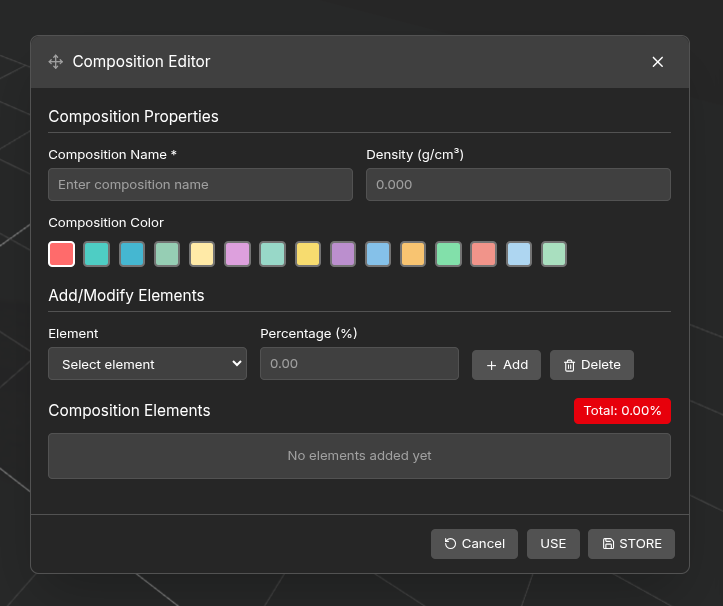 Composition Editor
Composition Properties
Composition Name * Density (g/cm³)
Enter composition name 0.000
Composition Color
Add/Modify Elements
Element Percentage (%)
Select element 0.00 Add Delete
Composition Elements Total: 0.00%
No elements added yet
Cancel USE STORE